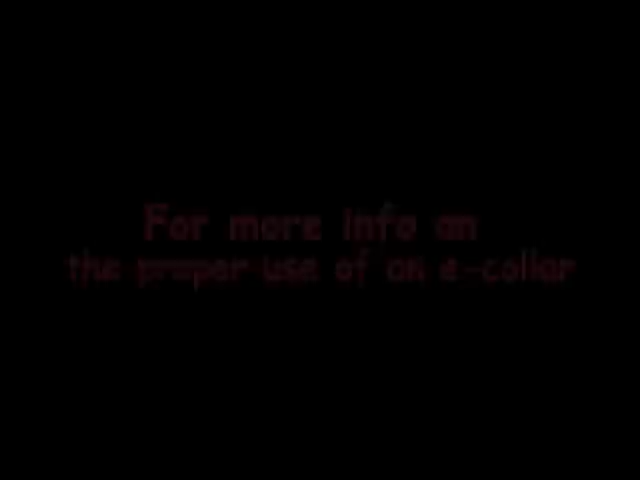 For more info on
the proper use of an e-collar